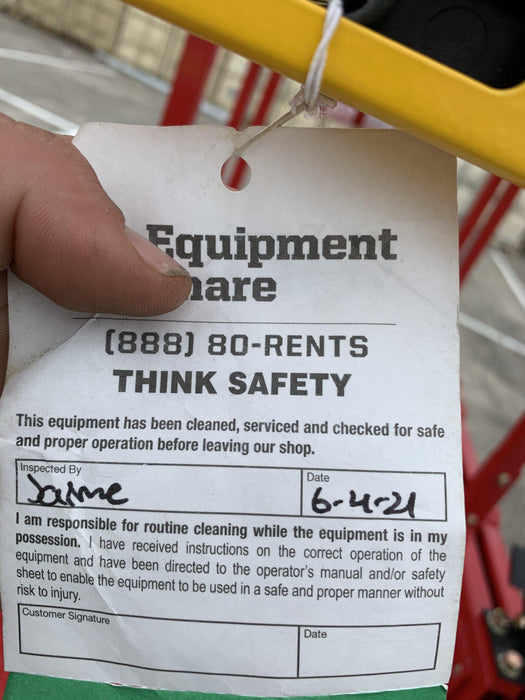 Equipment
hare
(888) 80-RENTS
THINK SAFETY
This equipment has been cleaned, serviced and checked for safe
and proper operation before leaving our shop.
Inspected By
Jaime
Date
6-4-21
I am responsible for routine cleaning while the equipment is in my
possession. I have received instructions on the correct operation of the
equipment and have been directed to the operator's manual and/or safety
sheet to enable the equipment to be used in a safe and proper manner without
risk to injury.
Customer Signature
Date